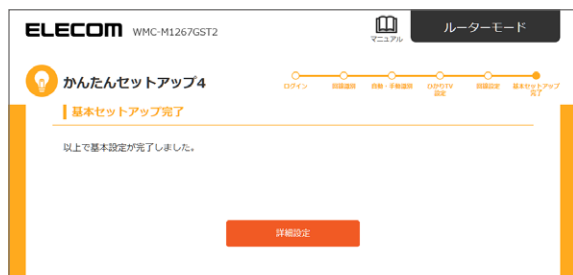 ELECOM WMC-M1267GST2
マニュアル
ルーターモード
かんたんセットアップ4
ログイン
回線選択
自動・手動選択
ひかりTV
設定
回線設定
基本セットアップ
完了
基本セットアップ完了
以上で基本設定が完了しました。
詳細設定